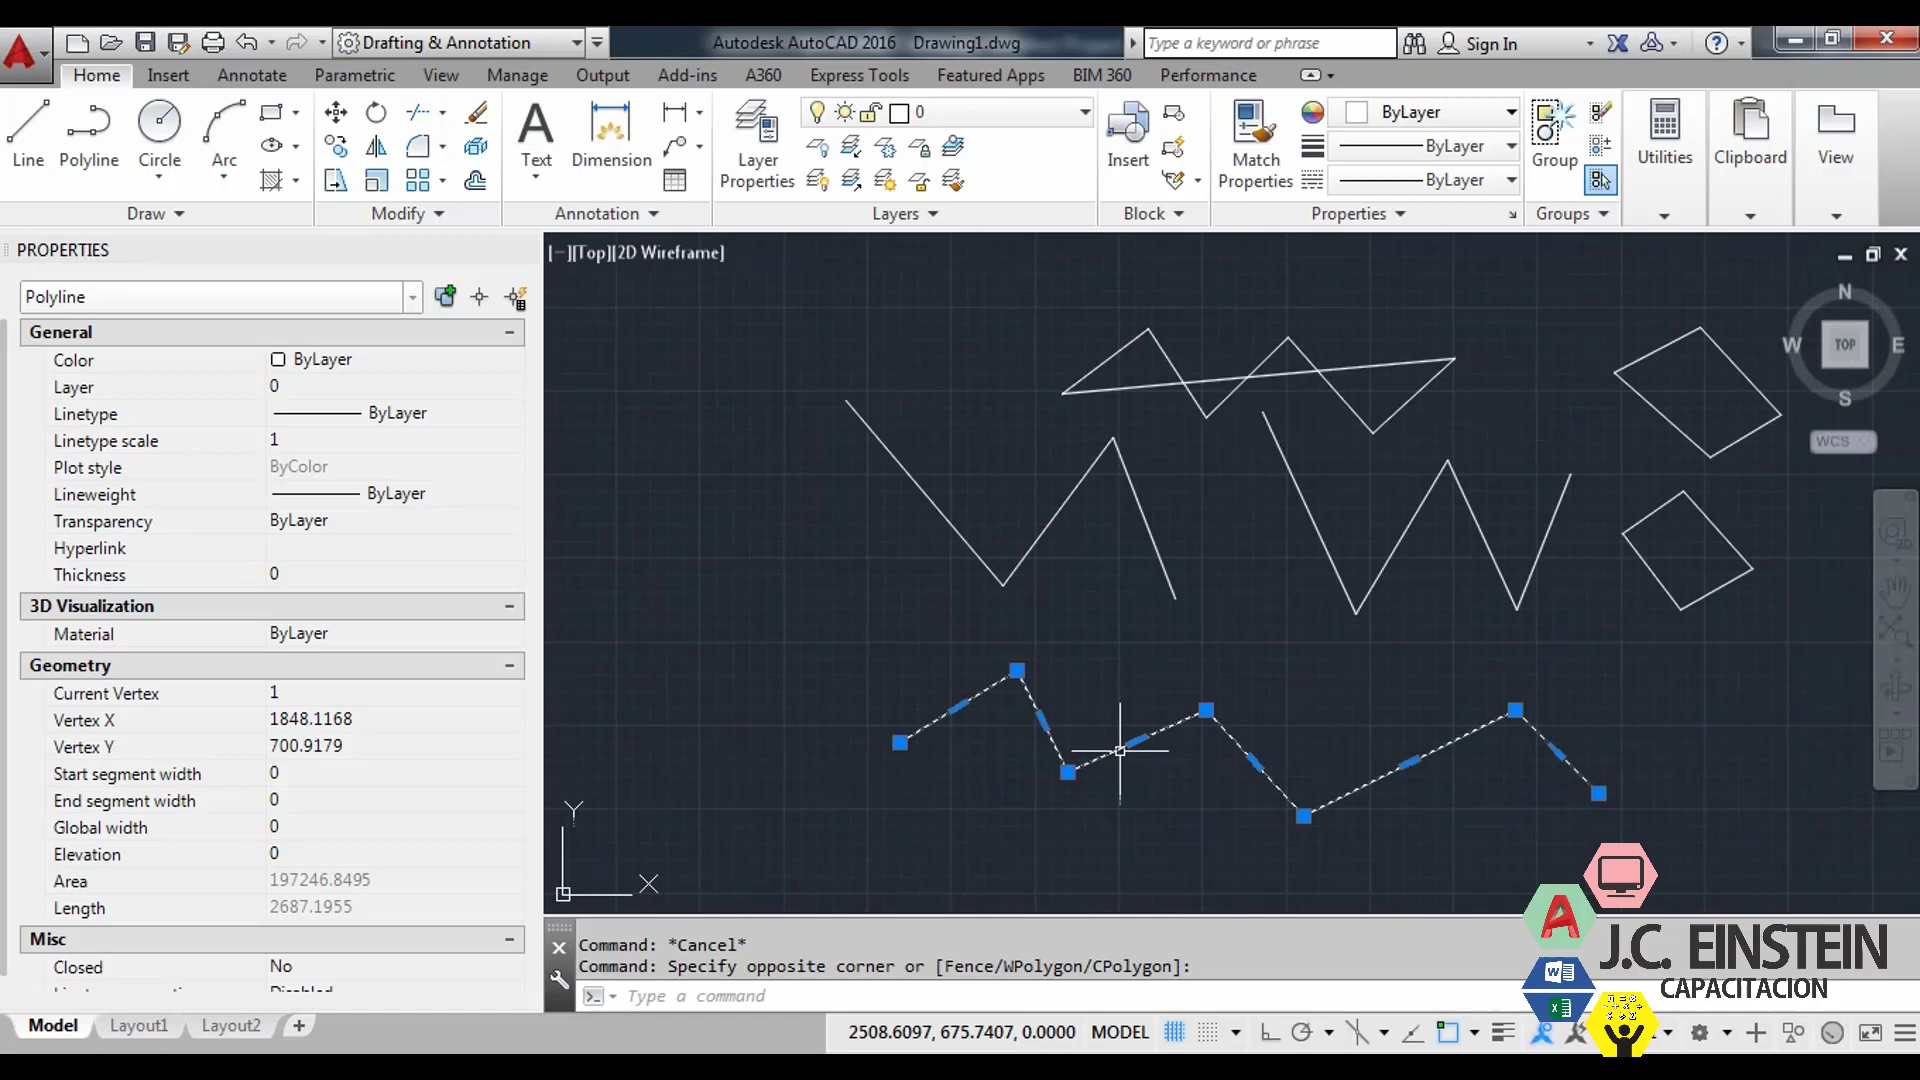 Drafting & Annotation
Autodesk AutoCAD 2016 Drawing1.dwg
Type a keyword or phrase
Sign In
Home Insert Annotate Parametric View Manage Output Add-ins A360 Express Tools Featured Apps BIM 360 Performance
Line Polyline Circle Arc
Text Dimension
Layer Properties
0
Insert
Match Properties
ByLayer
ByLayer
ByLayer
Group
Utilities
Clipboard
View
Draw Modify Annotation Layers Block Properties Groups
PROPERTIES
Polyline
General
Color ByLayer
Layer 0
Linetype ByLayer
Linetype scale 1
Plot style ByColor
Lineweight ByLayer
Transparency ByLayer
Hyperlink
Thickness 0
3D Visualization
Material ByLayer
Geometry
Current Vertex 1
Vertex X 1848.1168
Vertex Y 700.9179
Start segment width 0
End segment width 0
Global width 0
Elevation 0
Area 197246.8495
Length 2687.1955
Misc
Closed No
[−][Top][2D Wireframe]
N
W TOP E
S
WCS
Y
X
Command: *Cancel*
Command: Specify opposite corner or [Fence/WPolygon/CPolygon]:
Type a command
J.C. EINSTEIN
CAPACITACION
Model Layout1 Layout2 +
2508.6097, 675.7407, 0.0000 MODEL